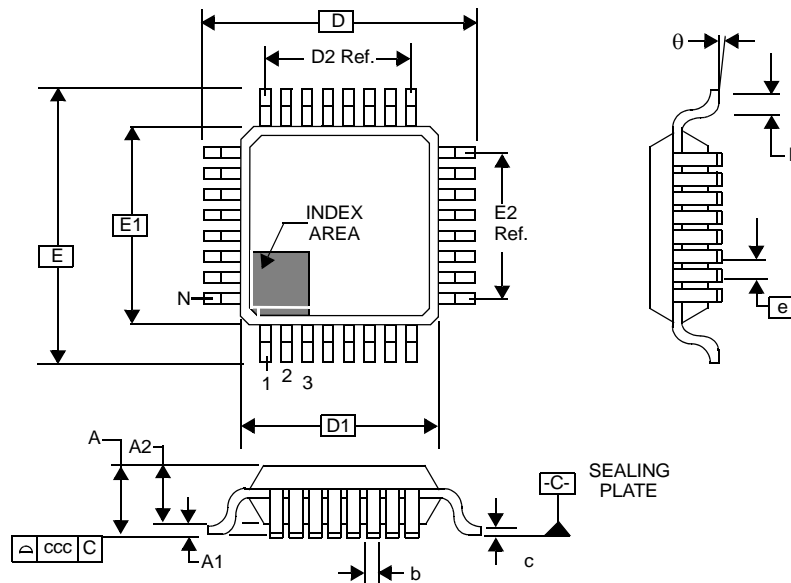 D
θ
D2 Ref.
INDEX
AREA
E1
E
E2
Ref.
e
N
1 2 3
D1
A
A2
-C-
SEALING
PLATE
ccc C
A1
b
c